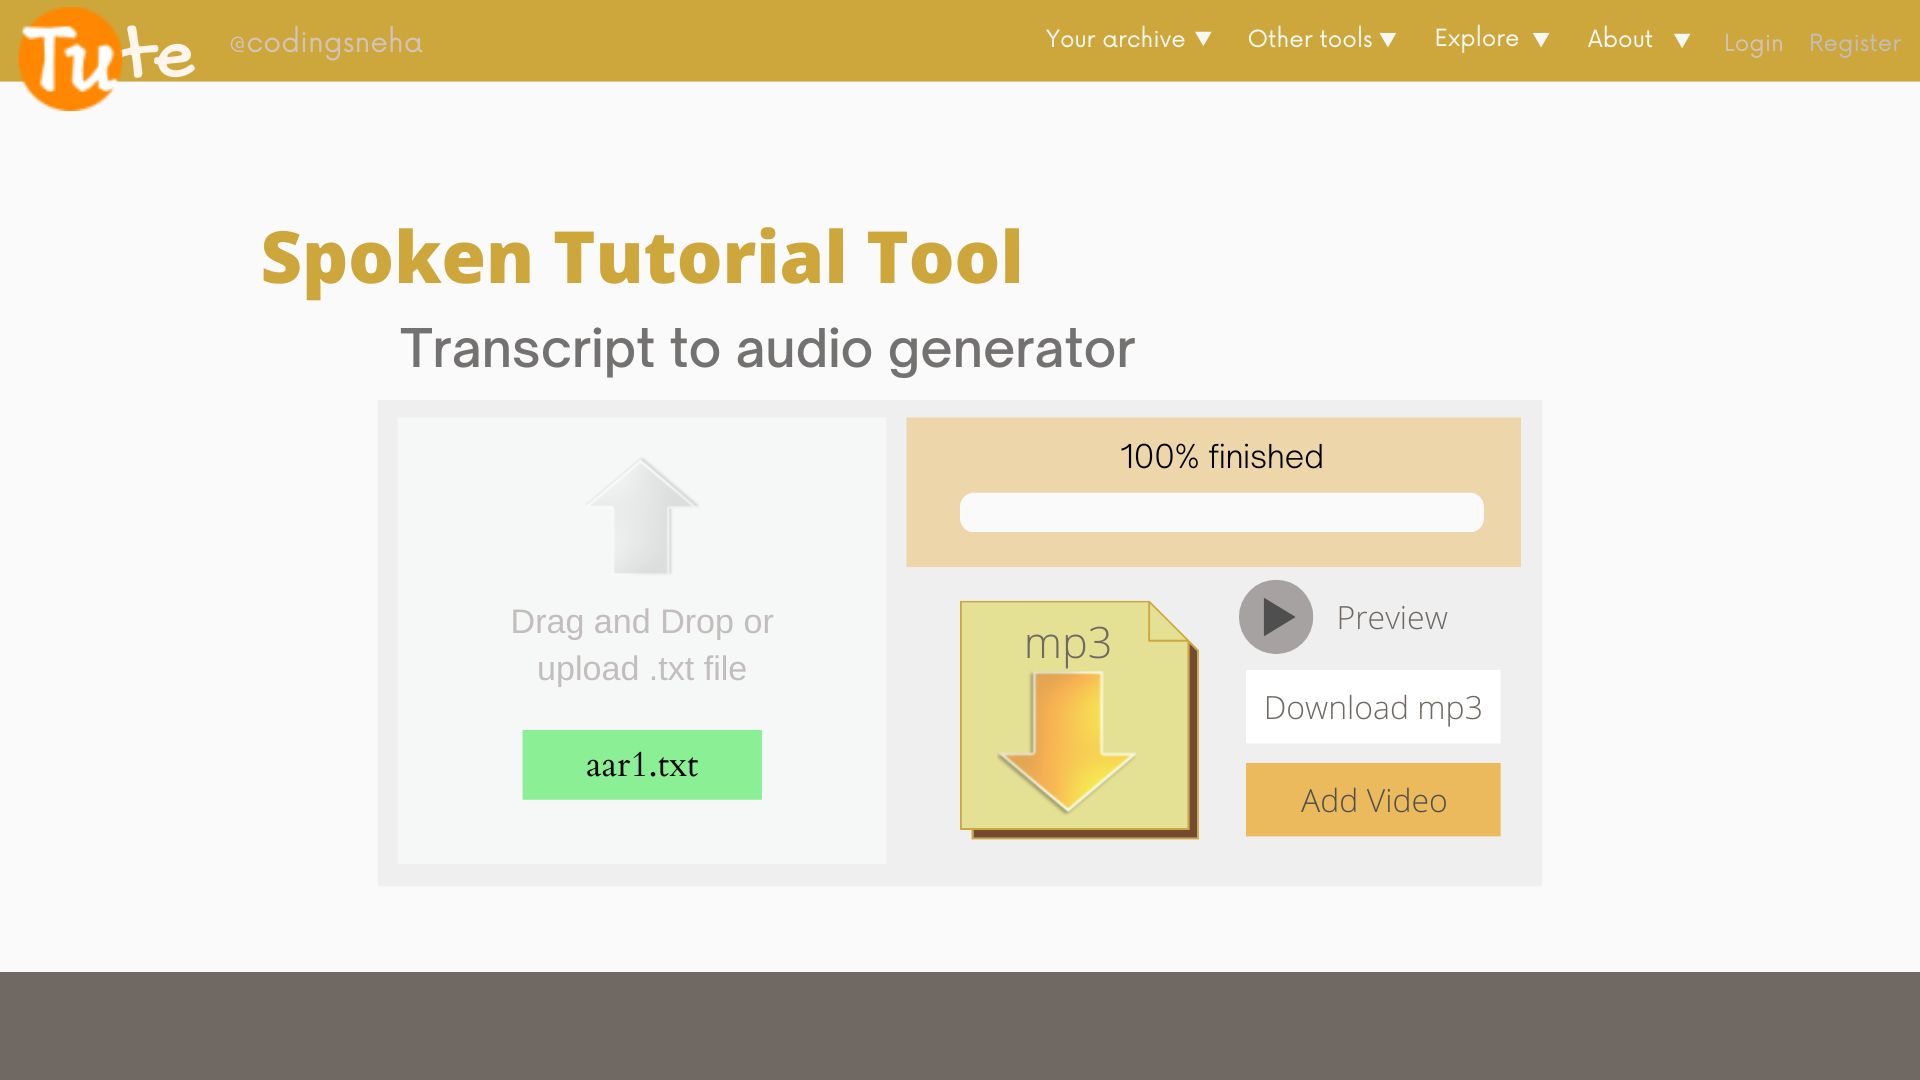 Tute @codingsneha Your archive ▼ Other tools ▼ Explore ▼ About ▼ Login Register
Spoken Tutorial Tool
Transcript to audio generator
Drag and Drop or
upload .txt file
aar1.txt
100% finished
mp3
Preview
Download mp3
Add Video